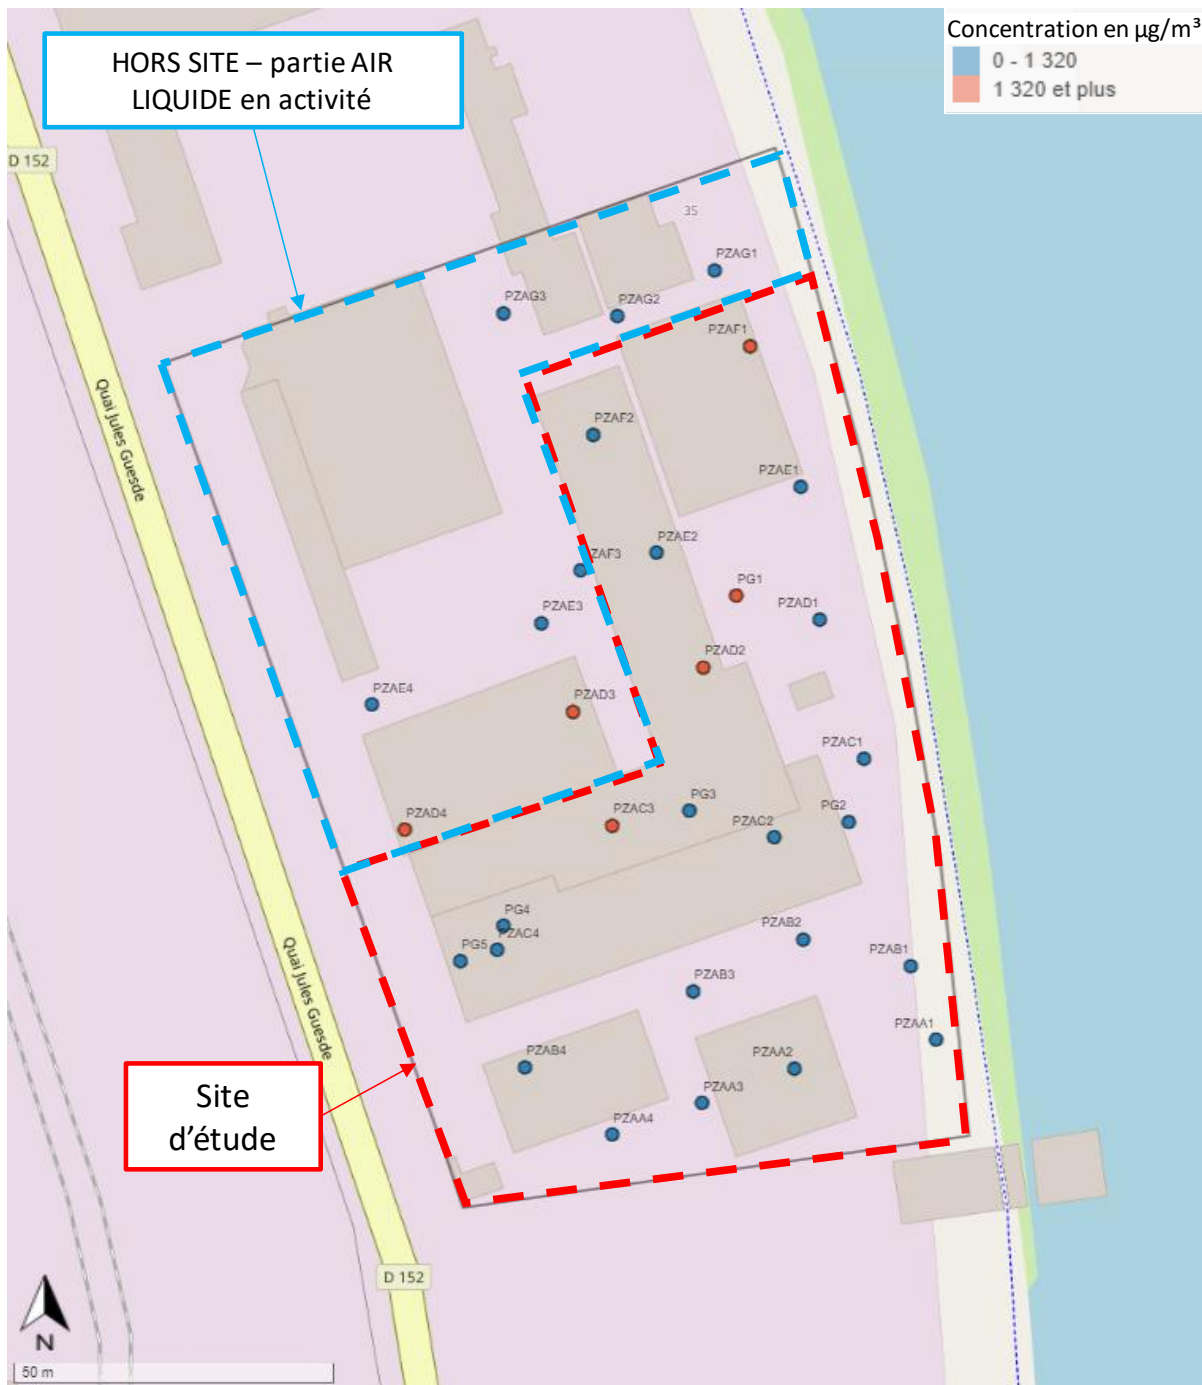 Concentration en µg/m³
0 - 1 320
1 320 et plus
HORS SITE – partie AIR
LIQUIDE en activité
D 152
35
PZAG1
PZAG3
PZAG2
PZAF1
Quai Jules Guesde
PZAF2
PZAE1
PZAE2
ZAF3
PG1
PZAE3
PZAD1
PZAD2
PZAE4
PZAD3
PZAC1
PG3
PG2
PZAD4
PZAC3
PZAC2
PG4
PZAC4
PG5
PZAB2
PZAB1
Quai Jules Guesde
PZAB3
PZAA1
PZAB4
PZAA2
PZAA3
Site
d’étude
PZAA4
D 152
N
50 m